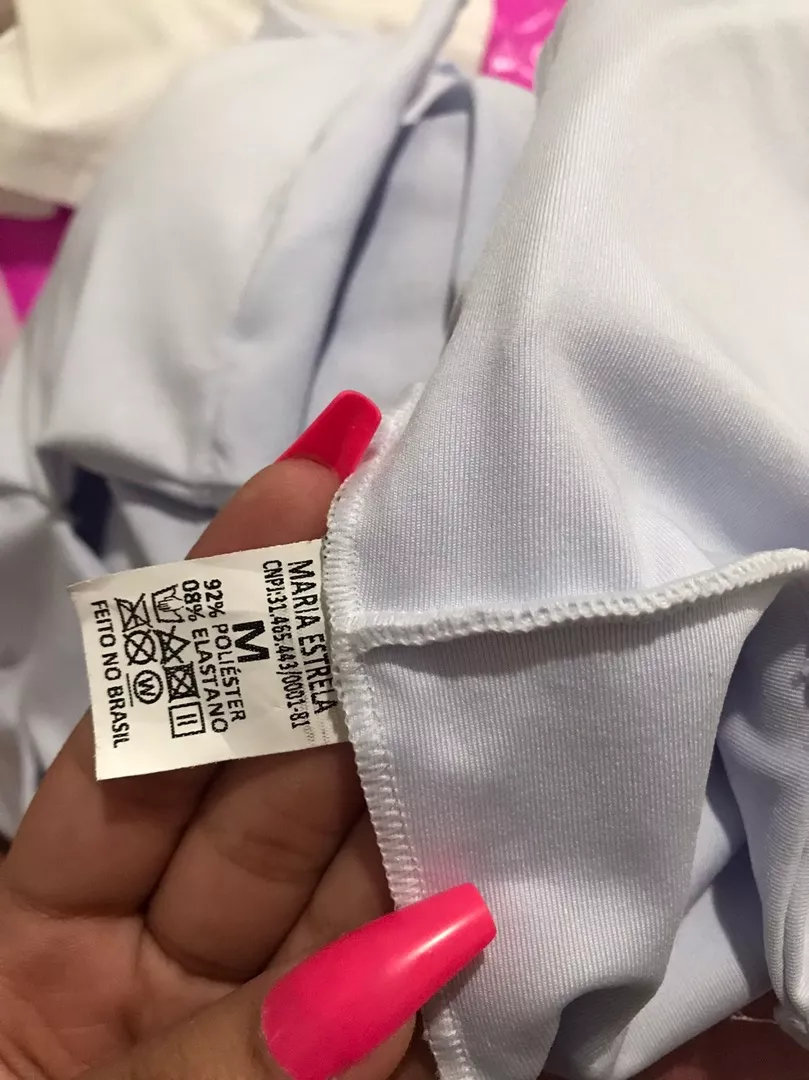 MARIA ESTRELA
CNPJ:31.465.443/0001-81
M
92% POLIÉSTER
08% ELASTANO
W
FEITO NO BRASIL